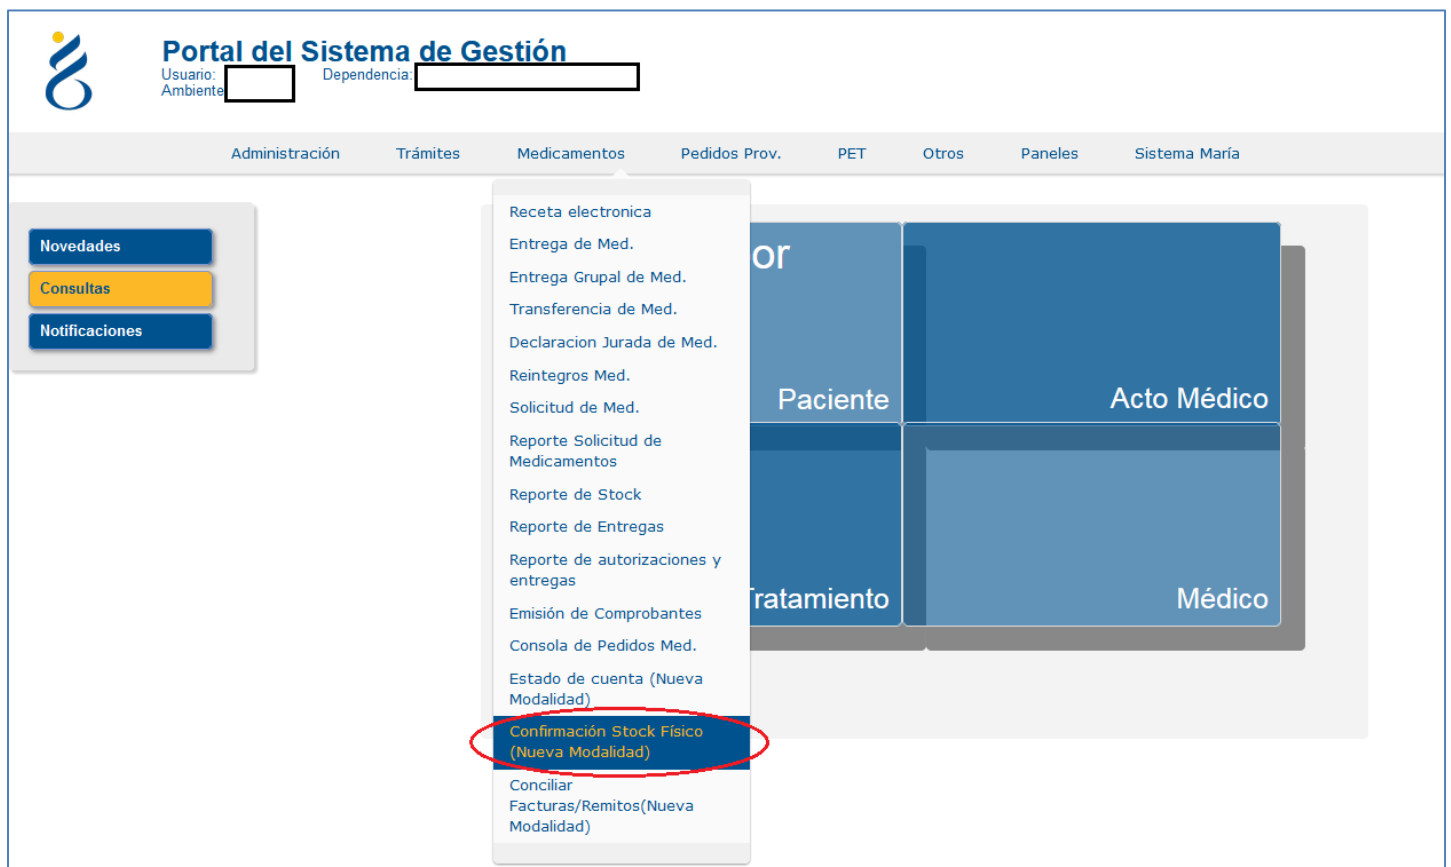 Portal del Sistema de Gestión
Usuario: Dependencia:
Ambiente
Administración Trámites Medicamentos Pedidos Prov. PET Otros Paneles Sistema María
Novedades
Consultas
Notificaciones
Receta electronica
Entrega de Med.
Entrega Grupal de Med.
Transferencia de Med.
Declaracion Jurada de Med.
Reintegros Med.
Solicitud de Med.
Reporte Solicitud de
Medicamentos
Reporte de Stock
Reporte de Entregas
Reporte de autorizaciones y
entregas
Emisión de Comprobantes
Consola de Pedidos Med.
Estado de cuenta (Nueva
Modalidad)
Confirmación Stock Físico
(Nueva Modalidad)
Conciliar
Facturas/Remitos(Nueva
Modalidad)
or
Paciente
Acto Médico
Tratamiento
Médico